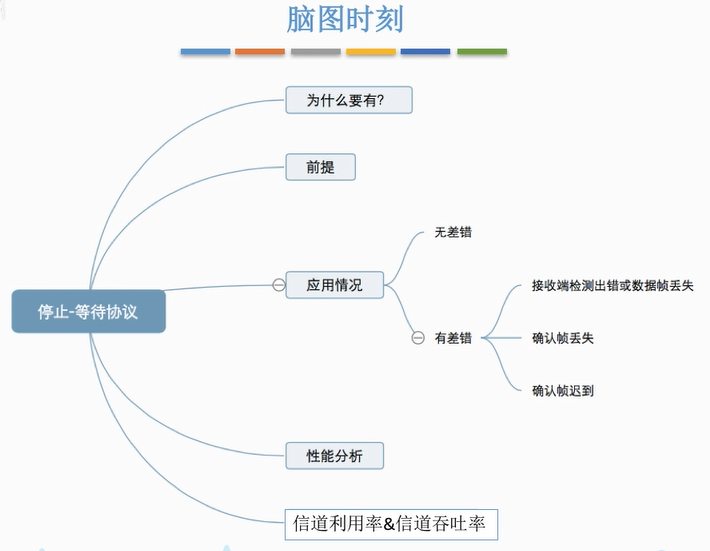 脑图时刻
为什么要有?
前提
无差错
应用情况
接收端检测出错或数据帧丢失
停止-等待协议
有差错
确认帧丢失
确认帧迟到
性能分析
信道利用率&信道吞吐率